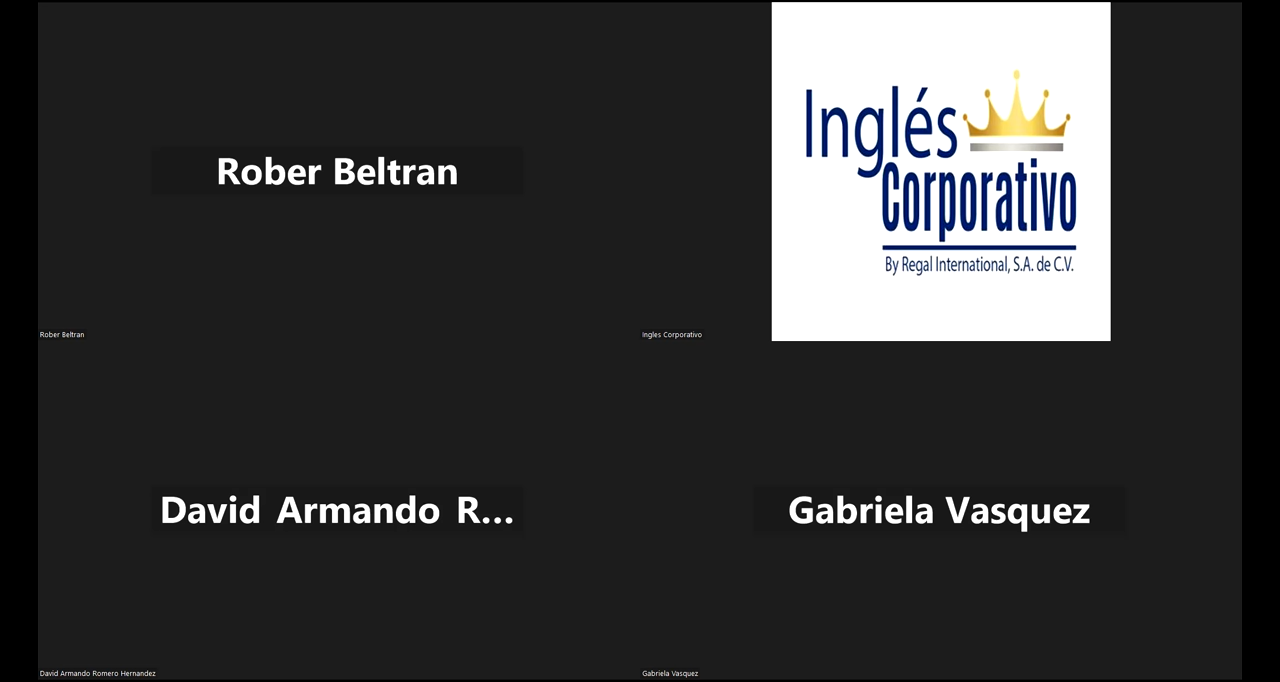 Rober Beltran
Inglés
Corporativo
By Regal International, S.A. de C.V.
Rober Beltran
Ingles Corporativo
David Armando R...
Gabriela Vasquez
David Armando Romero Hernandez
Gabriela Vasquez